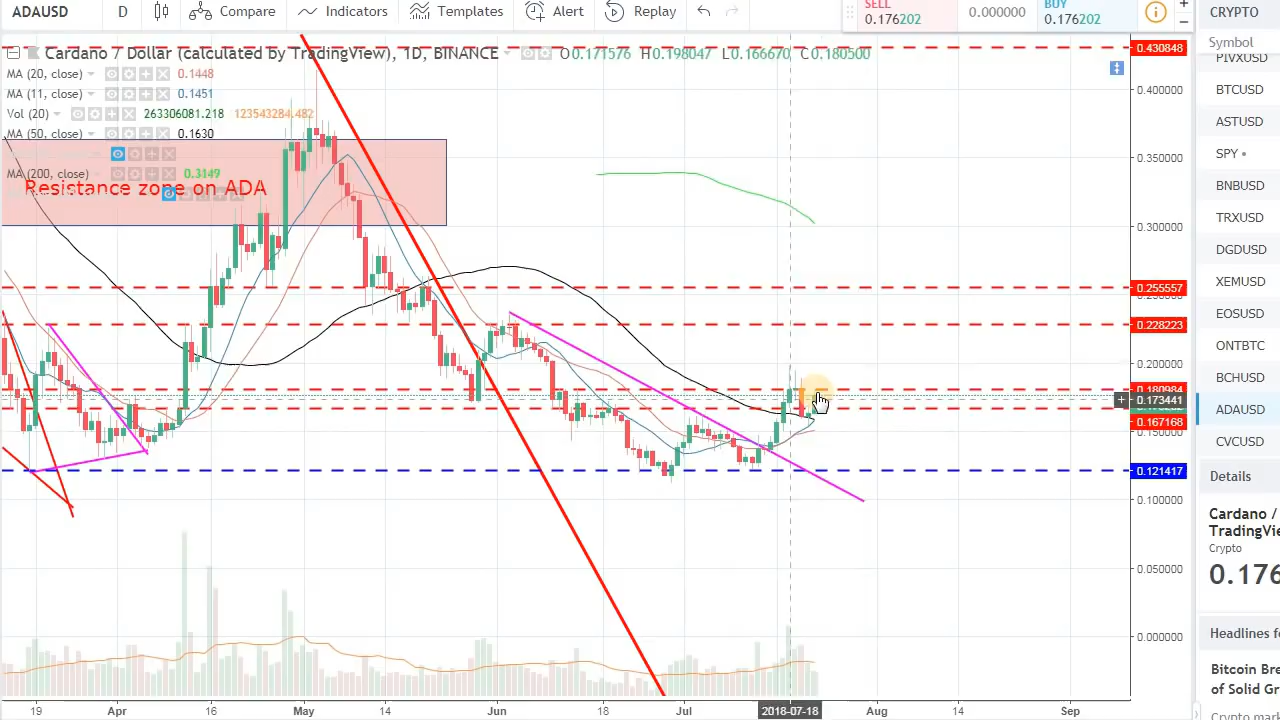 ADAUSD D Compare Indicators Templates Alert Replay SELL 0.176202 0.000000 BUY 0.176202 CRYPTO
Cardano / Dollar (calculated by TradingView), 1D, BINANCE O0.171576 H0.198047 L0.166670 C0.180500
MA (20, close) 0.1448
MA (11, close) 0.1451
Vol (20) 263306081.218 123543284.482
MA (50, close) 0.1630
MA (200, close) 0.3149
Resistance zone on ADA
0.430848
0.400000
0.350000
0.300000
0.255557
0.228223
0.200000
0.180984
0.173441
0.167168
0.150000
0.121417
0.100000
0.050000
0.000000
19 Apr 16 May 14 Jun 18 Jul 2018-07-18 Aug 14 Sep
Symbol
PIVXUSD
BTCUSD
ASTUSD
SPY
BNBUSD
TRXUSD
DGDUSD
XEMUSD
EOSUSD
ONTBTC
BCHUSD
ADAUSD
CVCUSD
Details
Cardano /
TradingView
Crypto
0.176
Headlines f
Bitcoin Bre
of Solid Gr
Crypto mark